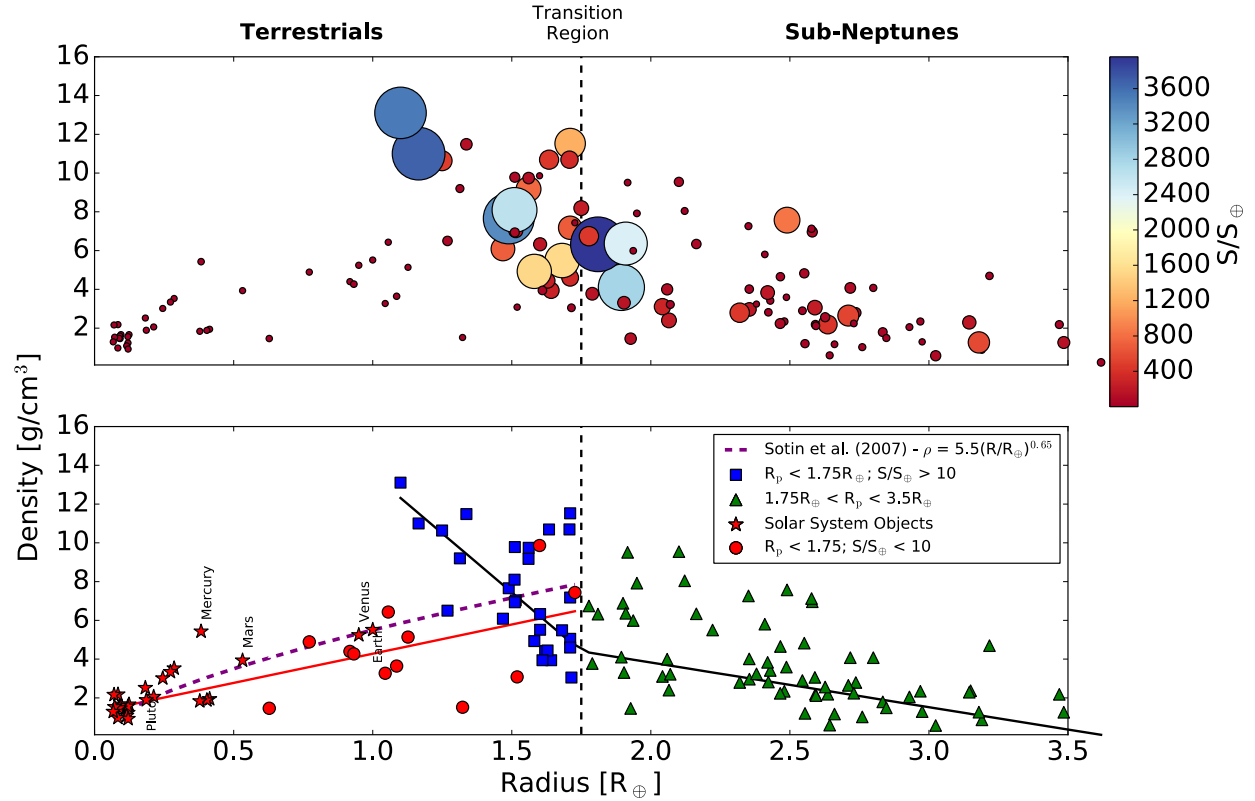 Terrestrials
Transition
Region
Sub-Neptunes
16
14
12
10
8
6
4
2
3600
3200
2800
2400
2000
1600
1200
800
400
S/S⊕
Density [g/cm³]
16
14
12
10
8
6
4
2
Sotin et al. (2007) - ρ = 5.5(R/R⊕)^0.65
Rₚ < 1.75R⊕; S/S⊕ > 10
1.75R⊕ < Rₚ < 3.5R⊕
Solar System Objects
Rₚ < 1.75; S/S⊕ < 10
Mercury
Mars
Venus
Earth
Pluto
0.0
0.5
1.0
1.5
2.0
2.5
3.0
3.5
Radius [R⊕]